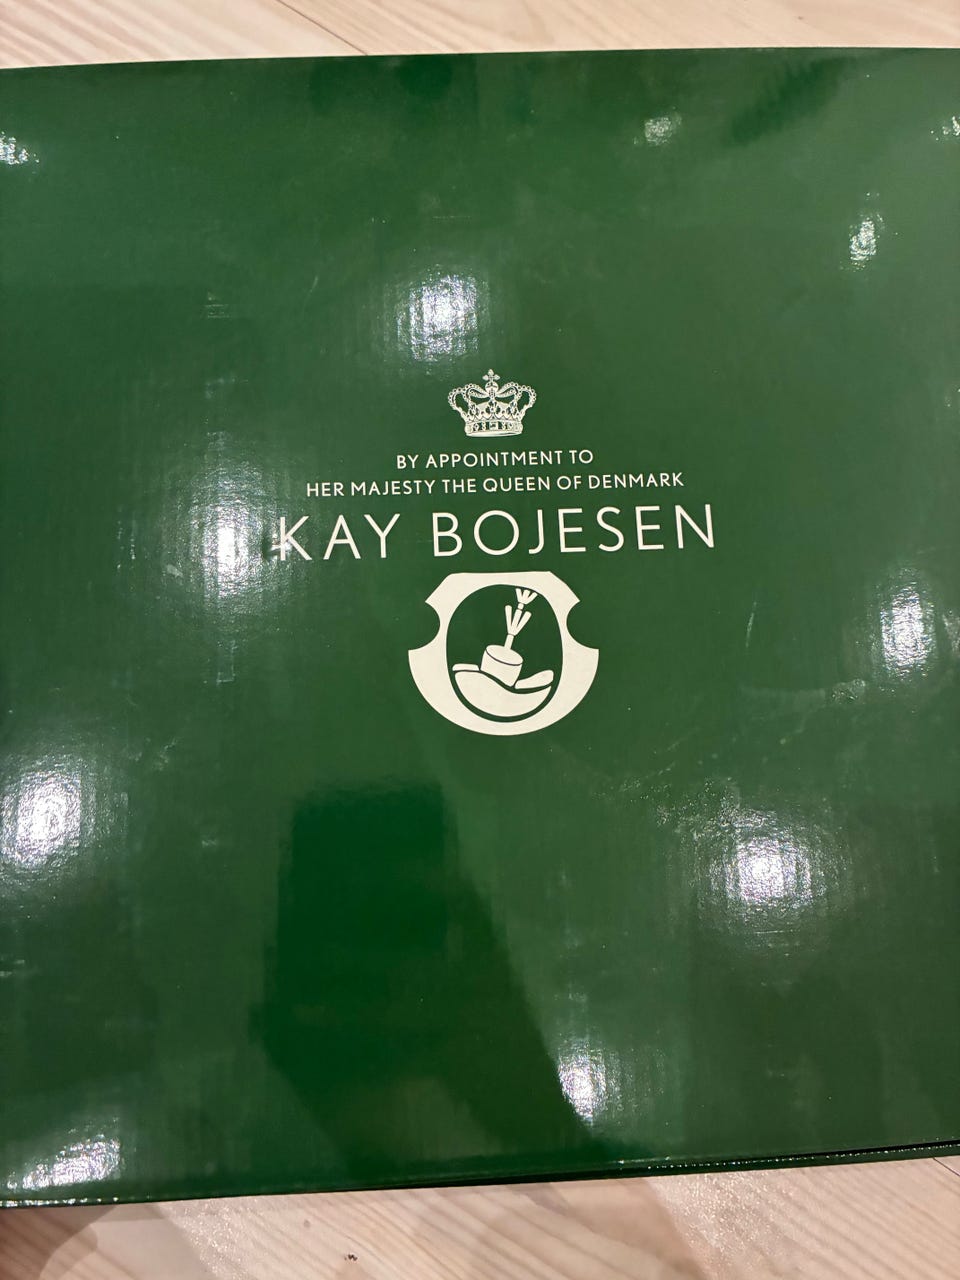 BY APPOINTMENT TO
HER MAJESTY THE QUEEN OF DENMARK
KAY BOJESEN